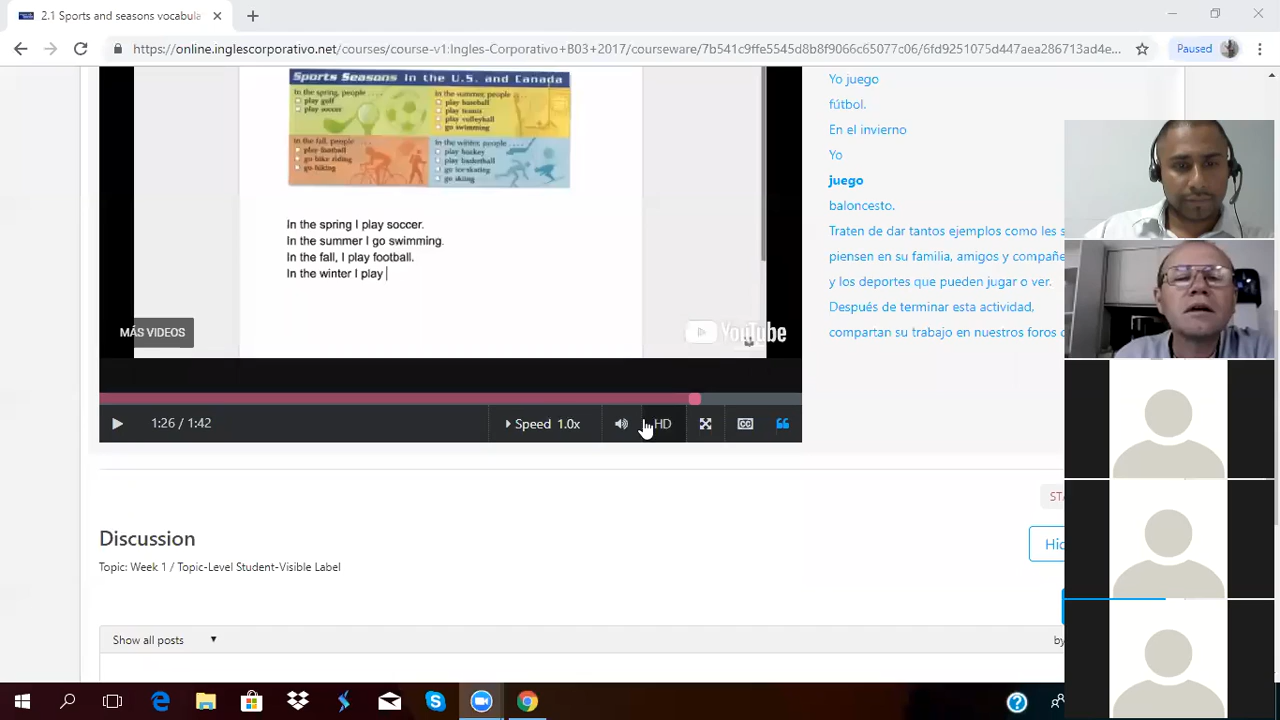 2.1 Sports and seasons vocabula
https://online.inglescorporativo.net/courses/course-v1:Ingles-Corporativo+B03+2017/courseware/7b541c9ffe5545d8b8f9066c65077c06/6fd9251075d447aea286713ad4e...
Paused
Sports Seasons in the U.S. and Canada
In the spring, people ....
play golf
play soccer
In the summer, people ....
play baseball
play tennis
play volleyball
go swimming
In the fall, people ....
play football
go bike riding
go hiking
In the winter, people ....
play hockey
play basketball
go ice-skating
go skiing
In the spring I play soccer.
In the summer I go swimming.
In the fall, I play football.
In the winter I play
MÁS VIDEOS
YouTube
1:26 / 1:42
Speed 1.0x
HD
CC
Yo juego
fútbol.
En el invierno
Yo
juego
baloncesto.
Traten de dar tantos ejemplos como les s
piensen en su familia, amigos y compañe
y los deportes que pueden jugar o ver.
Después de terminar esta actividad,
compartan su trabajo en nuestros foros d
STA
Discussion
Hid
Topic: Week 1 / Topic-Level Student-Visible Label
Show all posts
by